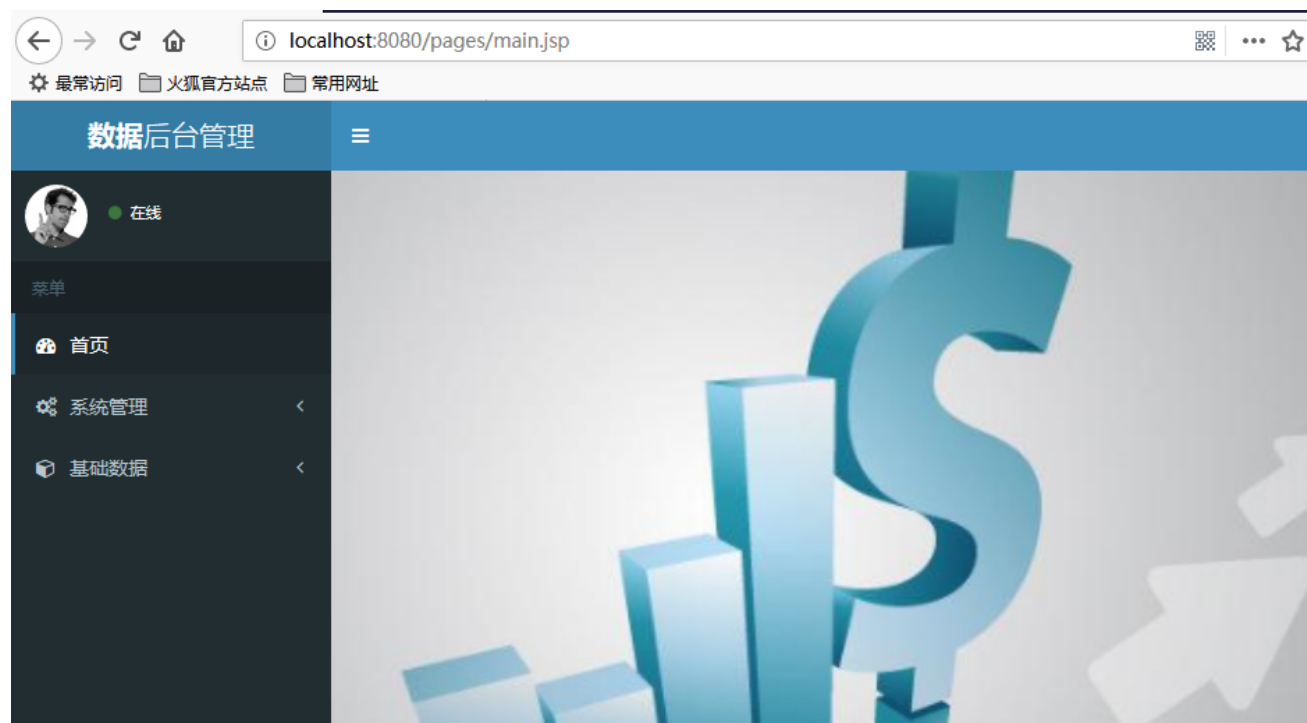 localhost:8080/pages/main.jsp
最常访问 火狐官方站点 常用网址
数据后台管理
在线
菜单
首页
系统管理
基础数据